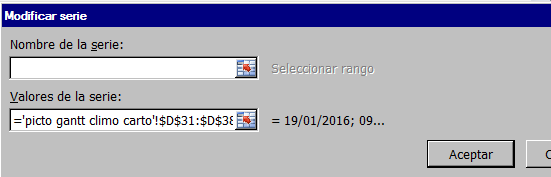 Modificar serie
Nombre de la serie:
Seleccionar rango
Valores de la serie:
='picto gantt climo carto'!$D$31:$D$38 = 19/01/2016; 09...
Aceptar